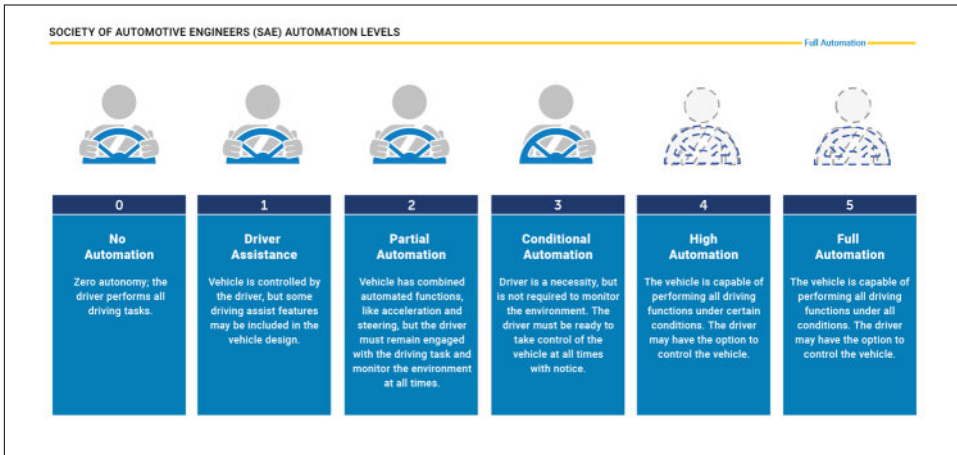 SOCIETY OF AUTOMOTIVE ENGINEERS (SAE) AUTOMATION LEVELS
Full Automation
0
No
Automation
Zero autonomy; the
driver performs all
driving tasks.
1
Driver
Assistance
Vehicle is controlled by
the driver, but some
driving assist features
may be included in the
vehicle design.
2
Partial
Automation
Vehicle has combined
automated functions,
like acceleration and
steering, but the driver
must remain engaged
with the driving task and
monitor the environment
at all times.
3
Conditional
Automation
Driver is a necessity, but
is not required to monitor
the environment. The
driver must be ready to
take control of the
vehicle at all times
with notice.
4
High
Automation
The vehicle is capable of
performing all driving
functions under certain
conditions. The driver
may have the option to
control the vehicle.
5
Full
Automation
The vehicle is capable of
performing all driving
functions under all
conditions. The driver
may have the option to
control the vehicle.